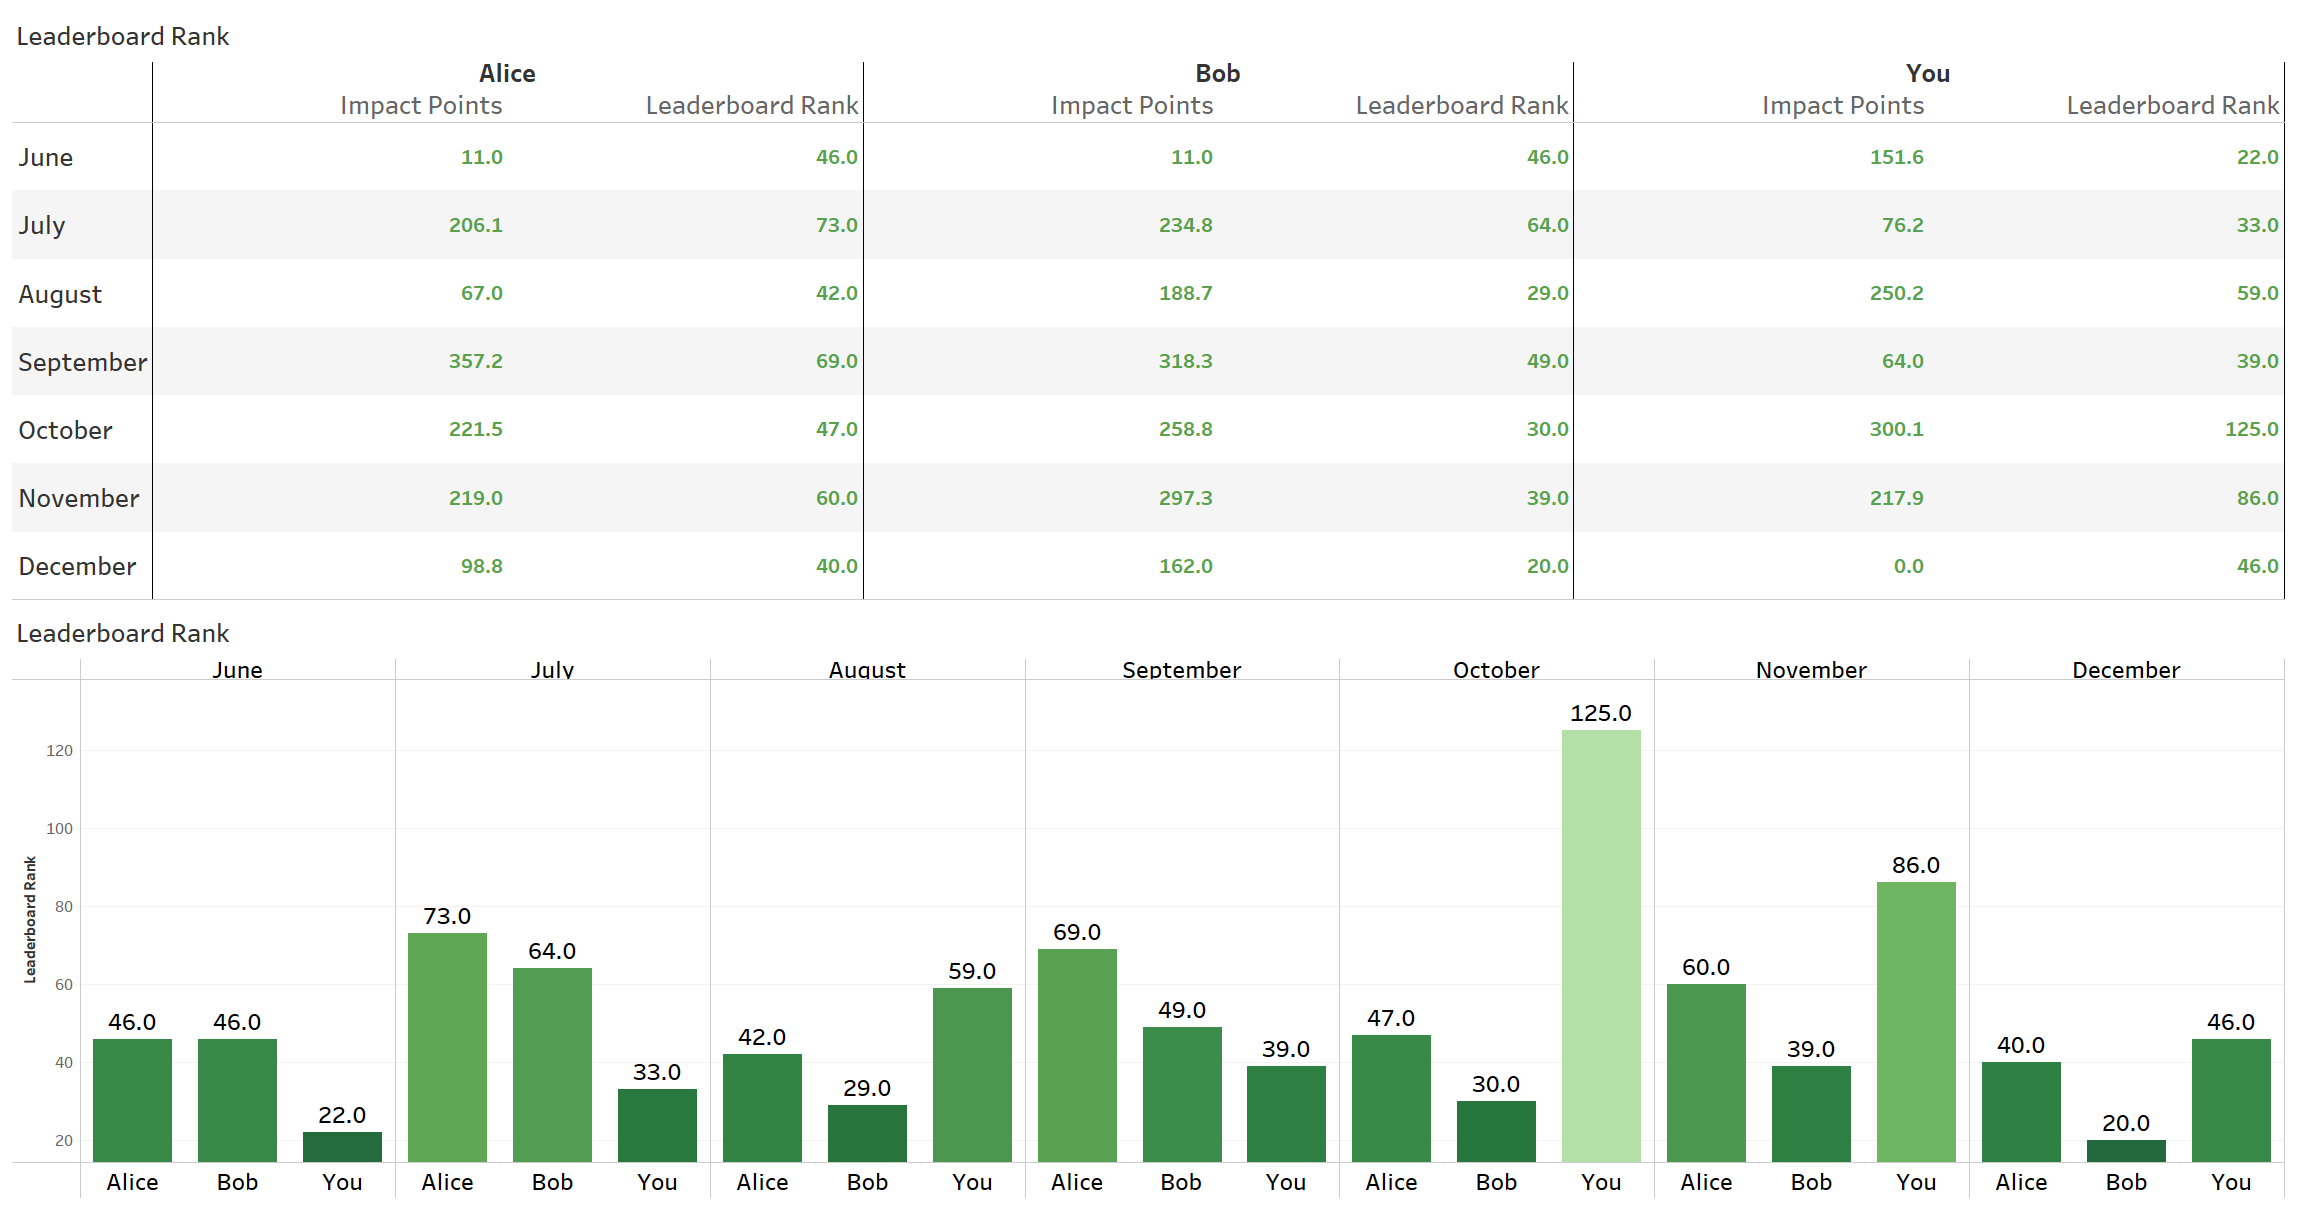 Leaderboard Rank
Alice Bob You
Impact Points Leaderboard Rank Impact Points Leaderboard Rank Impact Points Leaderboard Rank
June 11.0 46.0 11.0 46.0 151.6 22.0
July 206.1 73.0 234.8 64.0 76.2 33.0
August 67.0 42.0 188.7 29.0 250.2 59.0
September 357.2 69.0 318.3 49.0 64.0 39.0
October 221.5 47.0 258.8 30.0 300.1 125.0
November 219.0 60.0 297.3 39.0 217.9 86.0
December 98.8 40.0 162.0 20.0 0.0 46.0
Leaderboard Rank
June July August September October November December
Leaderboard Rank
120
100
80
60
40
20
46.0 46.0 22.0
73.0 64.0 33.0
42.0 29.0 59.0
69.0 49.0 39.0
47.0 30.0 125.0
60.0 39.0 86.0
40.0 20.0 46.0
Alice Bob You Alice Bob You Alice Bob You Alice Bob You Alice Bob You Alice Bob You Alice Bob You